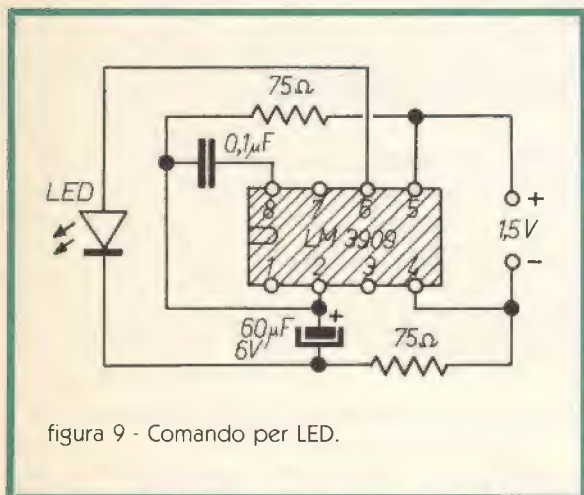 75Ω
0,1µF
LED
8 7 6 5
LM 3909
+
1,5V
-
1 2 3 4
+
60µF
6V
75Ω
figura 9 - Comando per LED.